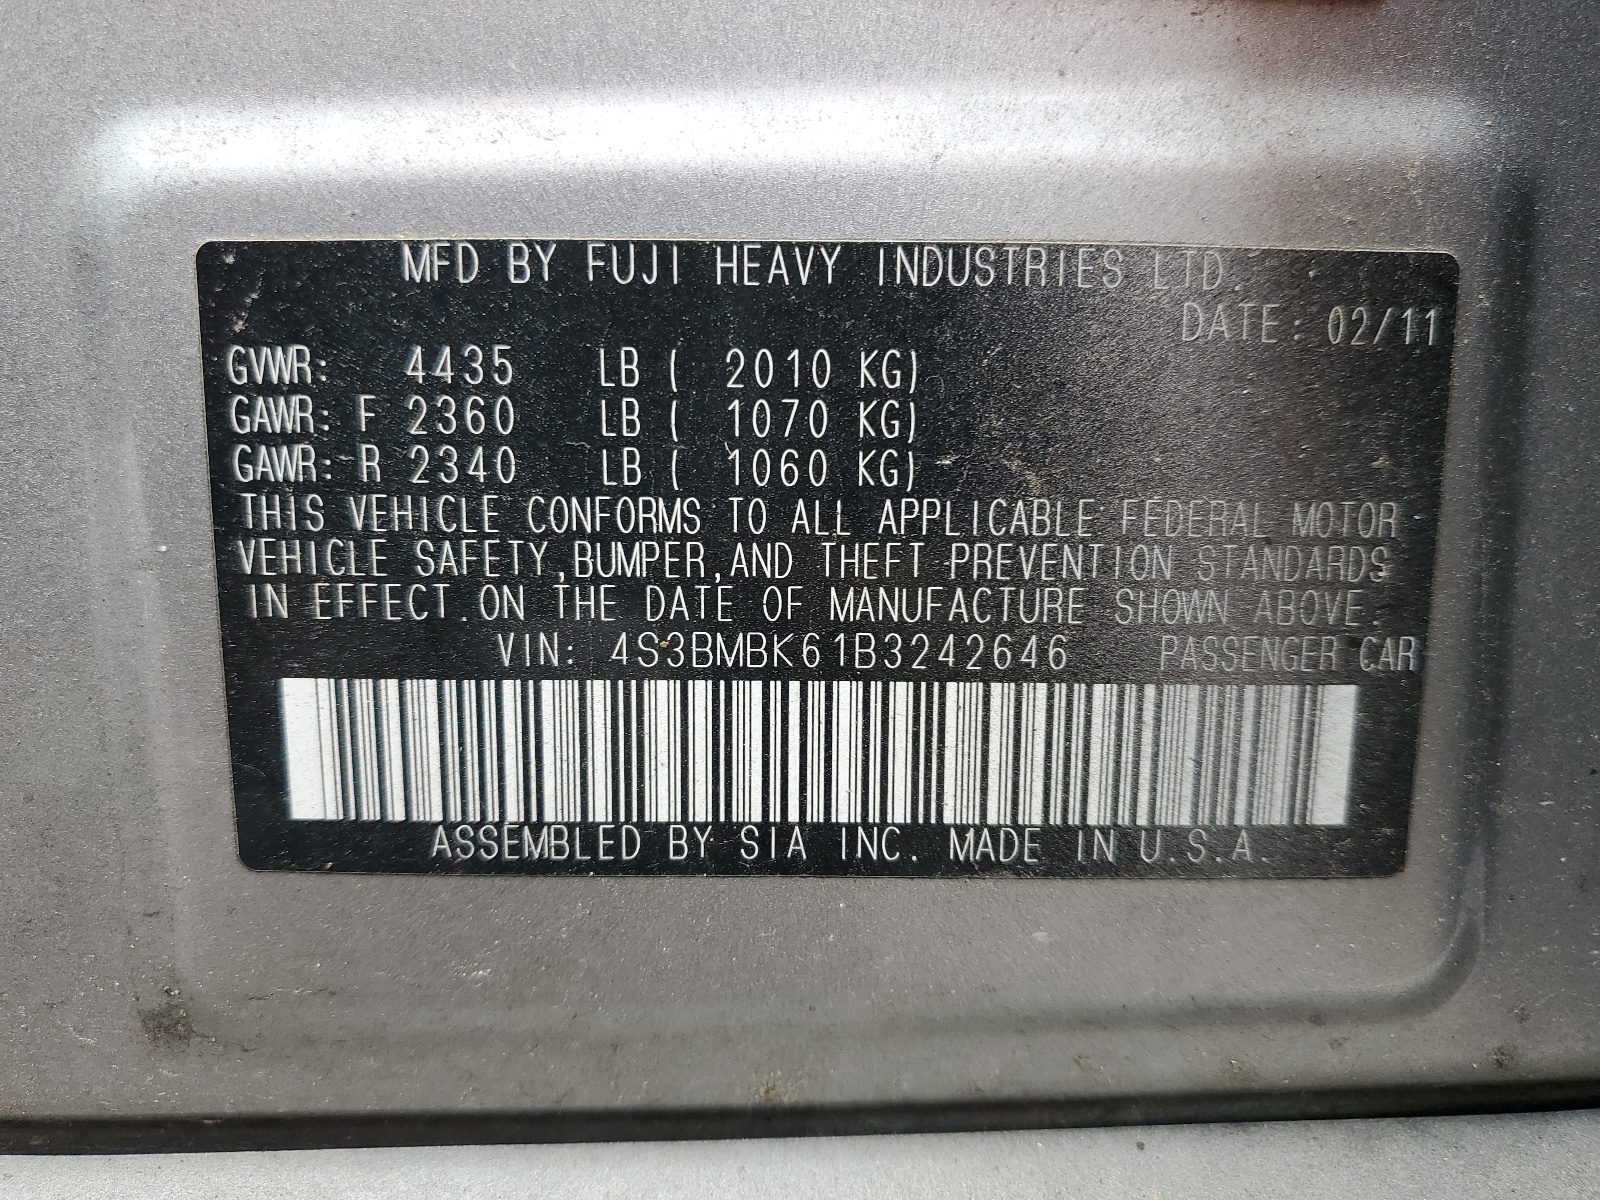 MFD BY FUJI HEAVY INDUSTRIES LTD.
DATE: 02/11
GVWR: 4435 LB ( 2010 KG)
GAWR: F 2360 LB ( 1070 KG)
GAWR: R 2340 LB ( 1060 KG)
THIS VEHICLE CONFORMS TO ALL APPLICABLE FEDERAL MOTOR
VEHICLE SAFETY,BUMPER,AND THEFT PREVENTION STANDARDS
IN EFFECT ON THE DATE OF MANUFACTURE SHOWN ABOVE.
VIN: 4S3BMBK61B3242646 PASSENGER CAR
ASSEMBLED BY SIA INC. MADE IN U.S.A.